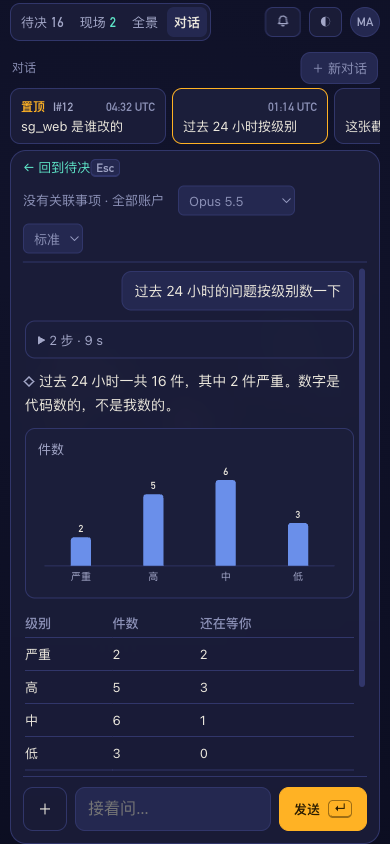 待决 16 现场 2 全景 对话 MA
对话 + 新对话
置顶 I#12 04:32 UTC
sg_web 是谁改的
01:14 UTC
过去 24 小时按级别
这张
← 回到待决 Esc
没有关联事项 · 全部账户 Opus 5.5
标准
过去 24 小时的问题按级别数一下
▶ 2 步 · 9 s
◇ 过去 24 小时一共 16 件，其中 2 件严重。数字是
代码数的，不是我数的。
件数
2 5 6 3
严重 高 中 低
级别 件数 还在等你
严重 2 2
高 5 3
中 6 1
低 3 0
+ 接着问… 发送 ↵